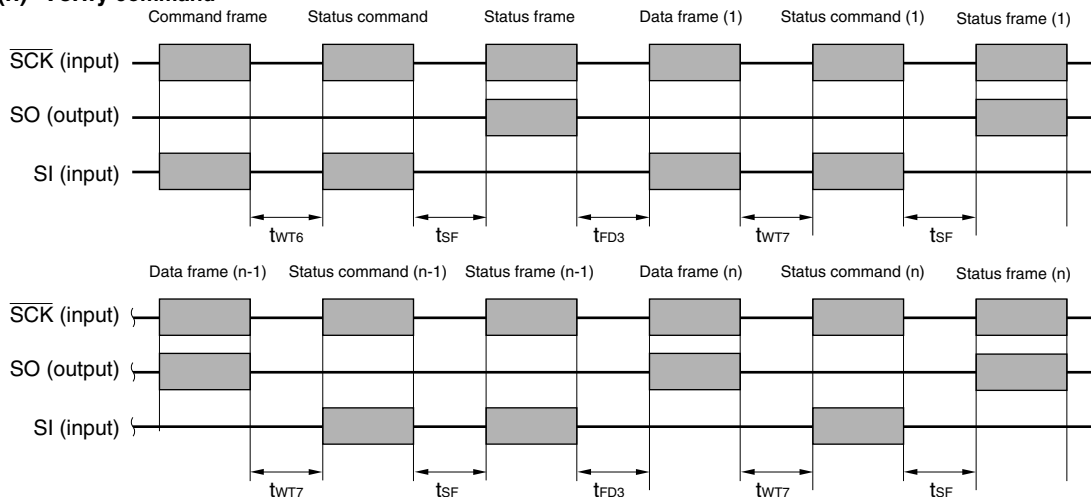 Command frame Status command Status frame Data frame (1) Status command (1) Status frame (1)
SCK (input)
SO (output)
SI (input)
tWT6 tSF tFD3 tWT7 tSF
Data frame (n-1) Status command (n-1) Status frame (n-1) Data frame (n) Status command (n) Status frame (n)
SCK (input)
SO (output)
SI (input)
tWT7 tSF tFD3 tWT7 tSF